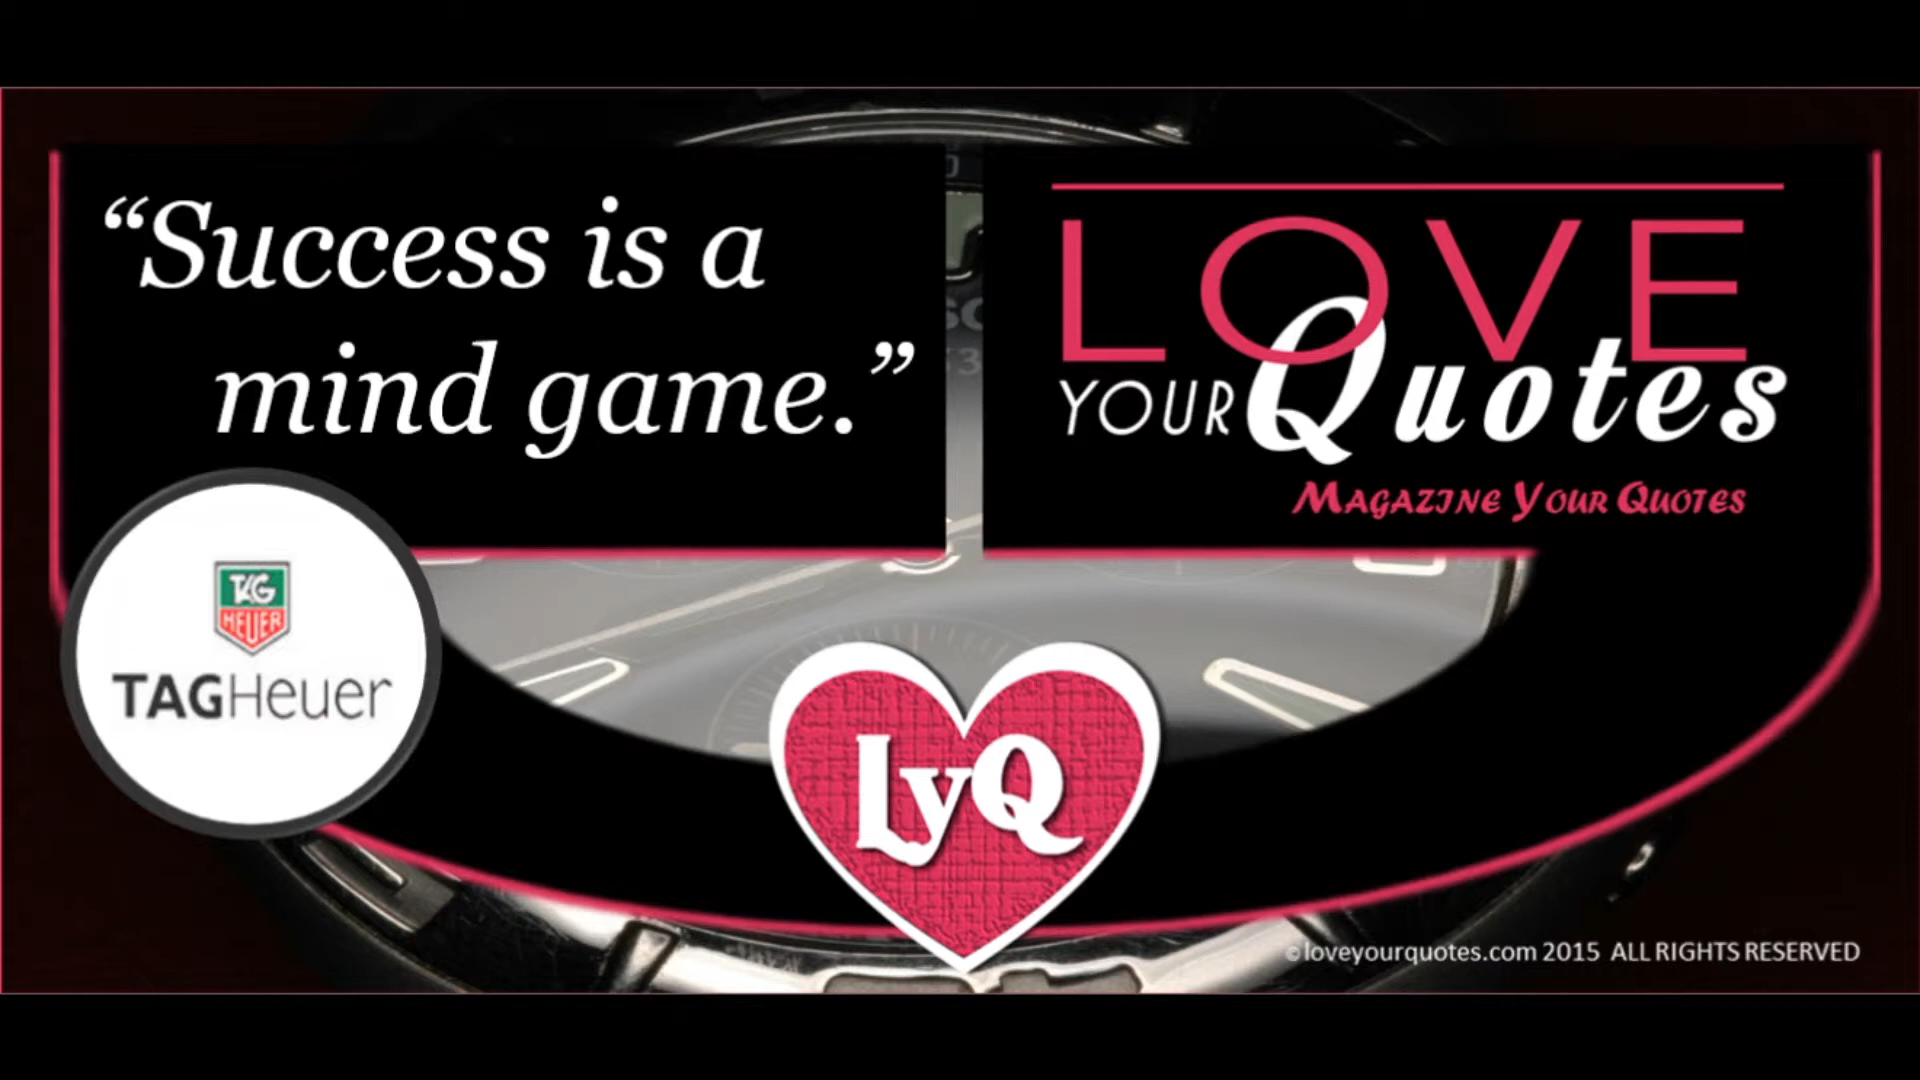 “Success is a
mind game.”
LOVE
YOUR Quotes
MAGAZINE YOUR QUOTES
TAG
HEUER
TAGHeuer
LyQ
©loveyourquotes.com 2015 ALL RIGHTS RESERVED